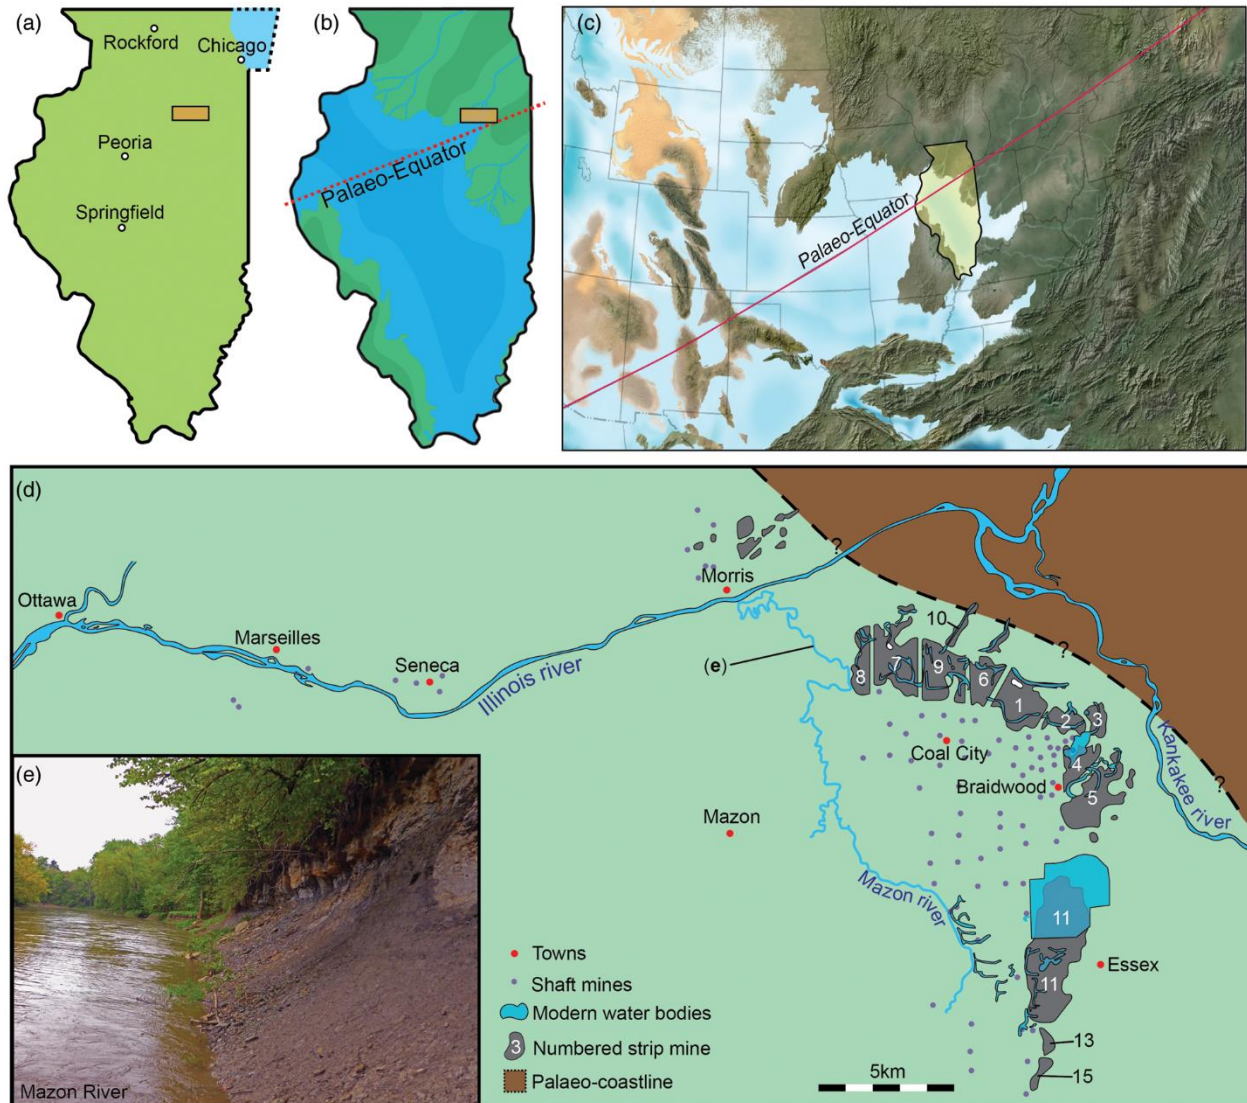 (a)
Rockford
Chicago
Peoria
Springfield
(b)
Palaeo-Equator
(c)
Palaeo-Equator
(d)
Ottawa
Marseilles
Seneca
Morris
Illinois river
?
10
(e)
8
7
9
6
1
2
3
4
5
?
?
Coal City
Braidwood
Kankakee river
Mazon
Mazon river
11
11
Essex
13
15
(e)
Mazon River
Towns
Shaft mines
Modern water bodies
3 Numbered strip mine
Palaeo-coastline
5km